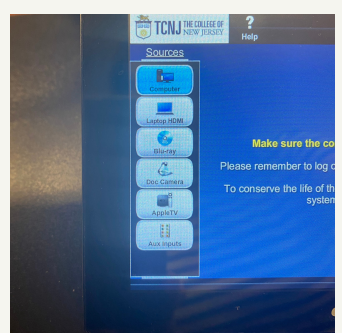 TCNJ THE COLLEGE OF
NEW JERSEY
?
Help
Sources
Computer
Laptop HDMI
Blu-ray
Doc Camera
AppleTV
Aux Inputs
Make sure the co
Please remember to log o
To conserve the life of th
system